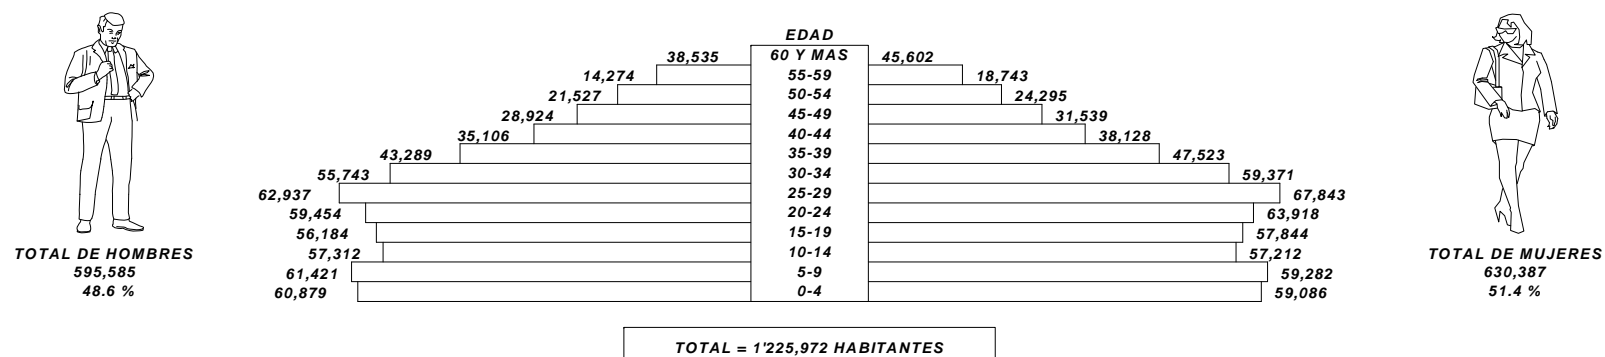 EDAD
38,535 60 Y MAS 45,602
14,274 55-59 18,743
21,527 50-54 24,295
28,924 45-49 31,539
35,106 40-44 38,128
43,289 35-39 47,523
55,743 30-34 59,371
62,937 25-29 67,843
59,454 20-24 63,918
56,184 15-19 57,844
57,312 10-14 57,212
61,421 5-9 59,282
60,879 0-4 59,086
TOTAL DE HOMBRES
595,585
48.6 %
TOTAL DE MUJERES
630,387
51.4 %
TOTAL = 1'225,972 HABITANTES